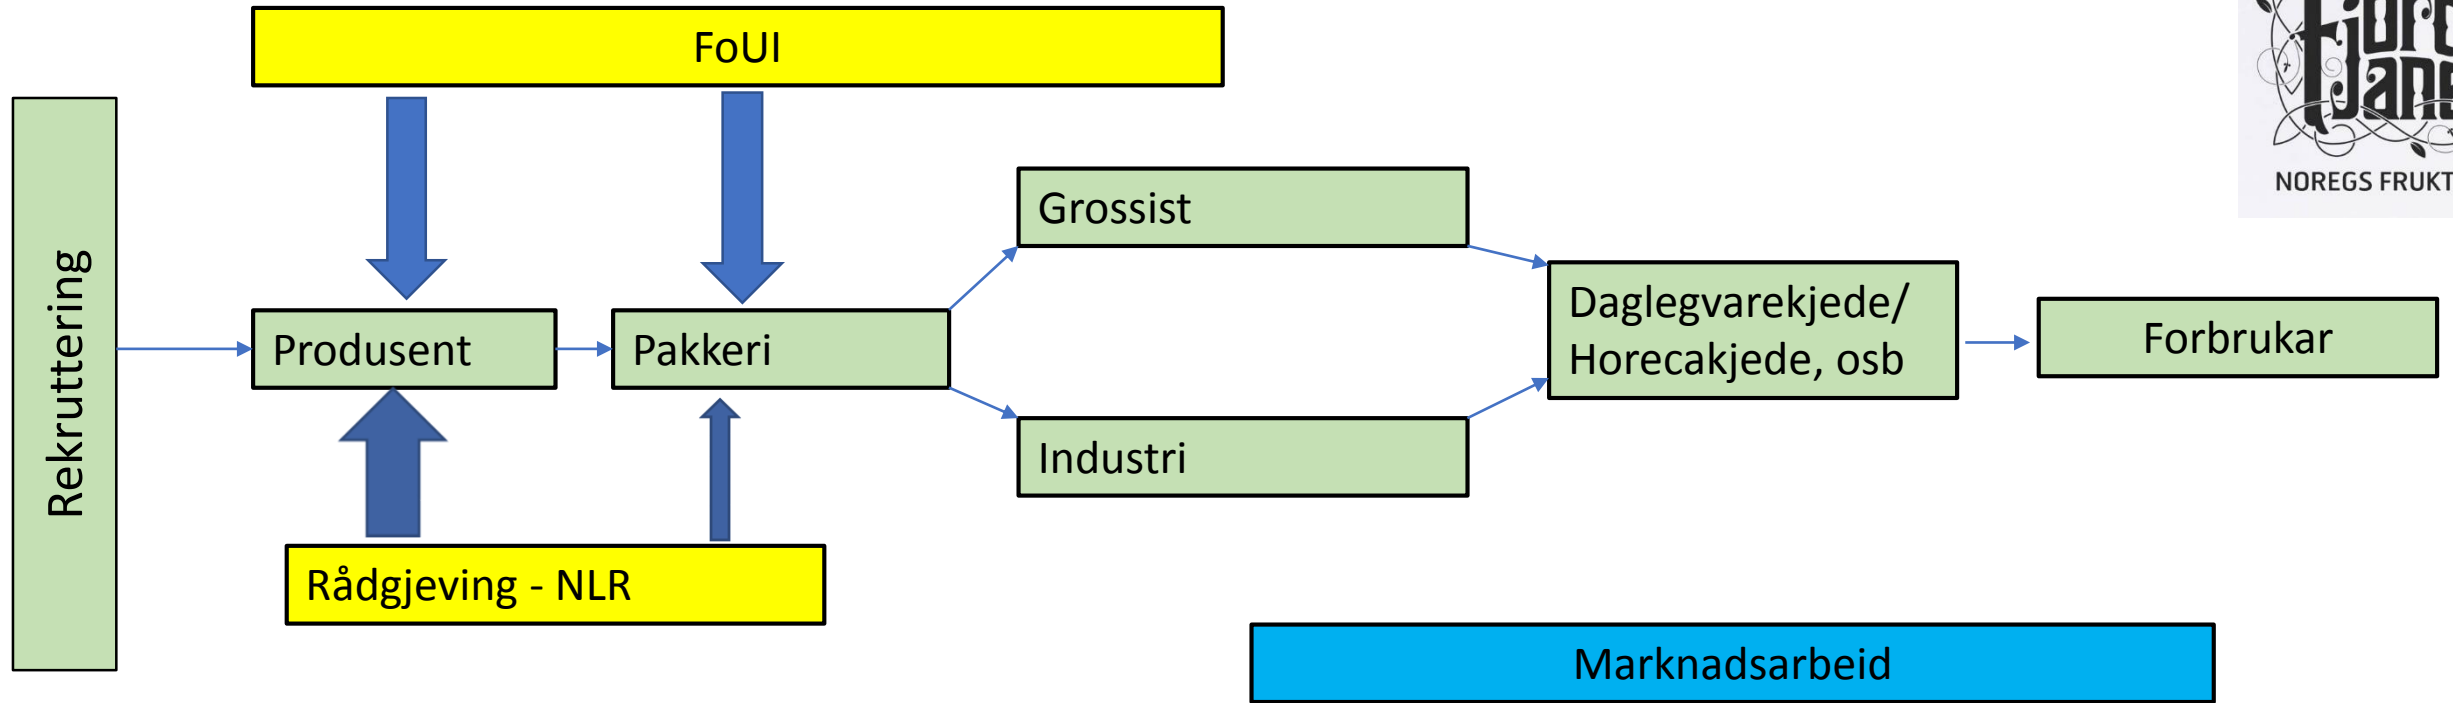 FoUI
Rekruttering
Produsent
Pakkeri
Grossist
Industri
Daglegvarekjede/
Horecakjede, osb
Forbrukar
Rådgjeving - NLR
Marknadsarbeid
NOREGS FRUKT